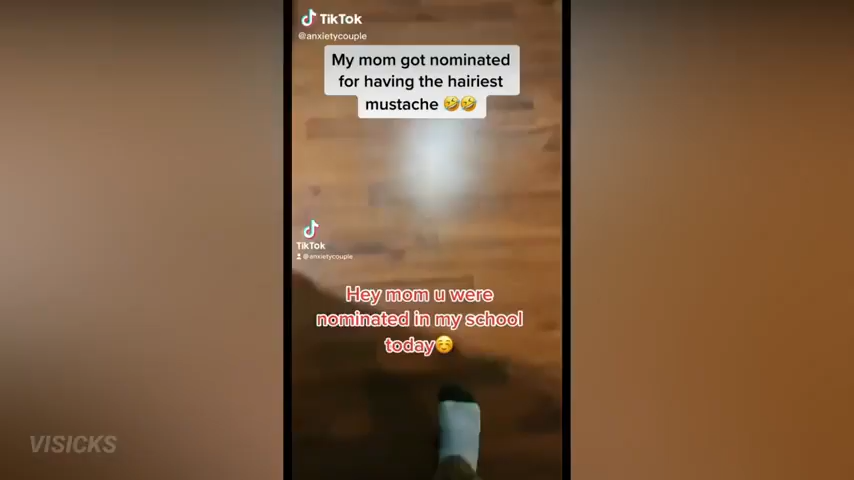 TikTok
@anxietycouple
My mom got nominated
for having the hairiest
mustache 🤣🤣
TikTok
@anxietycouple
Hey mom u were
nominated in my school
today☺️
VISICKS